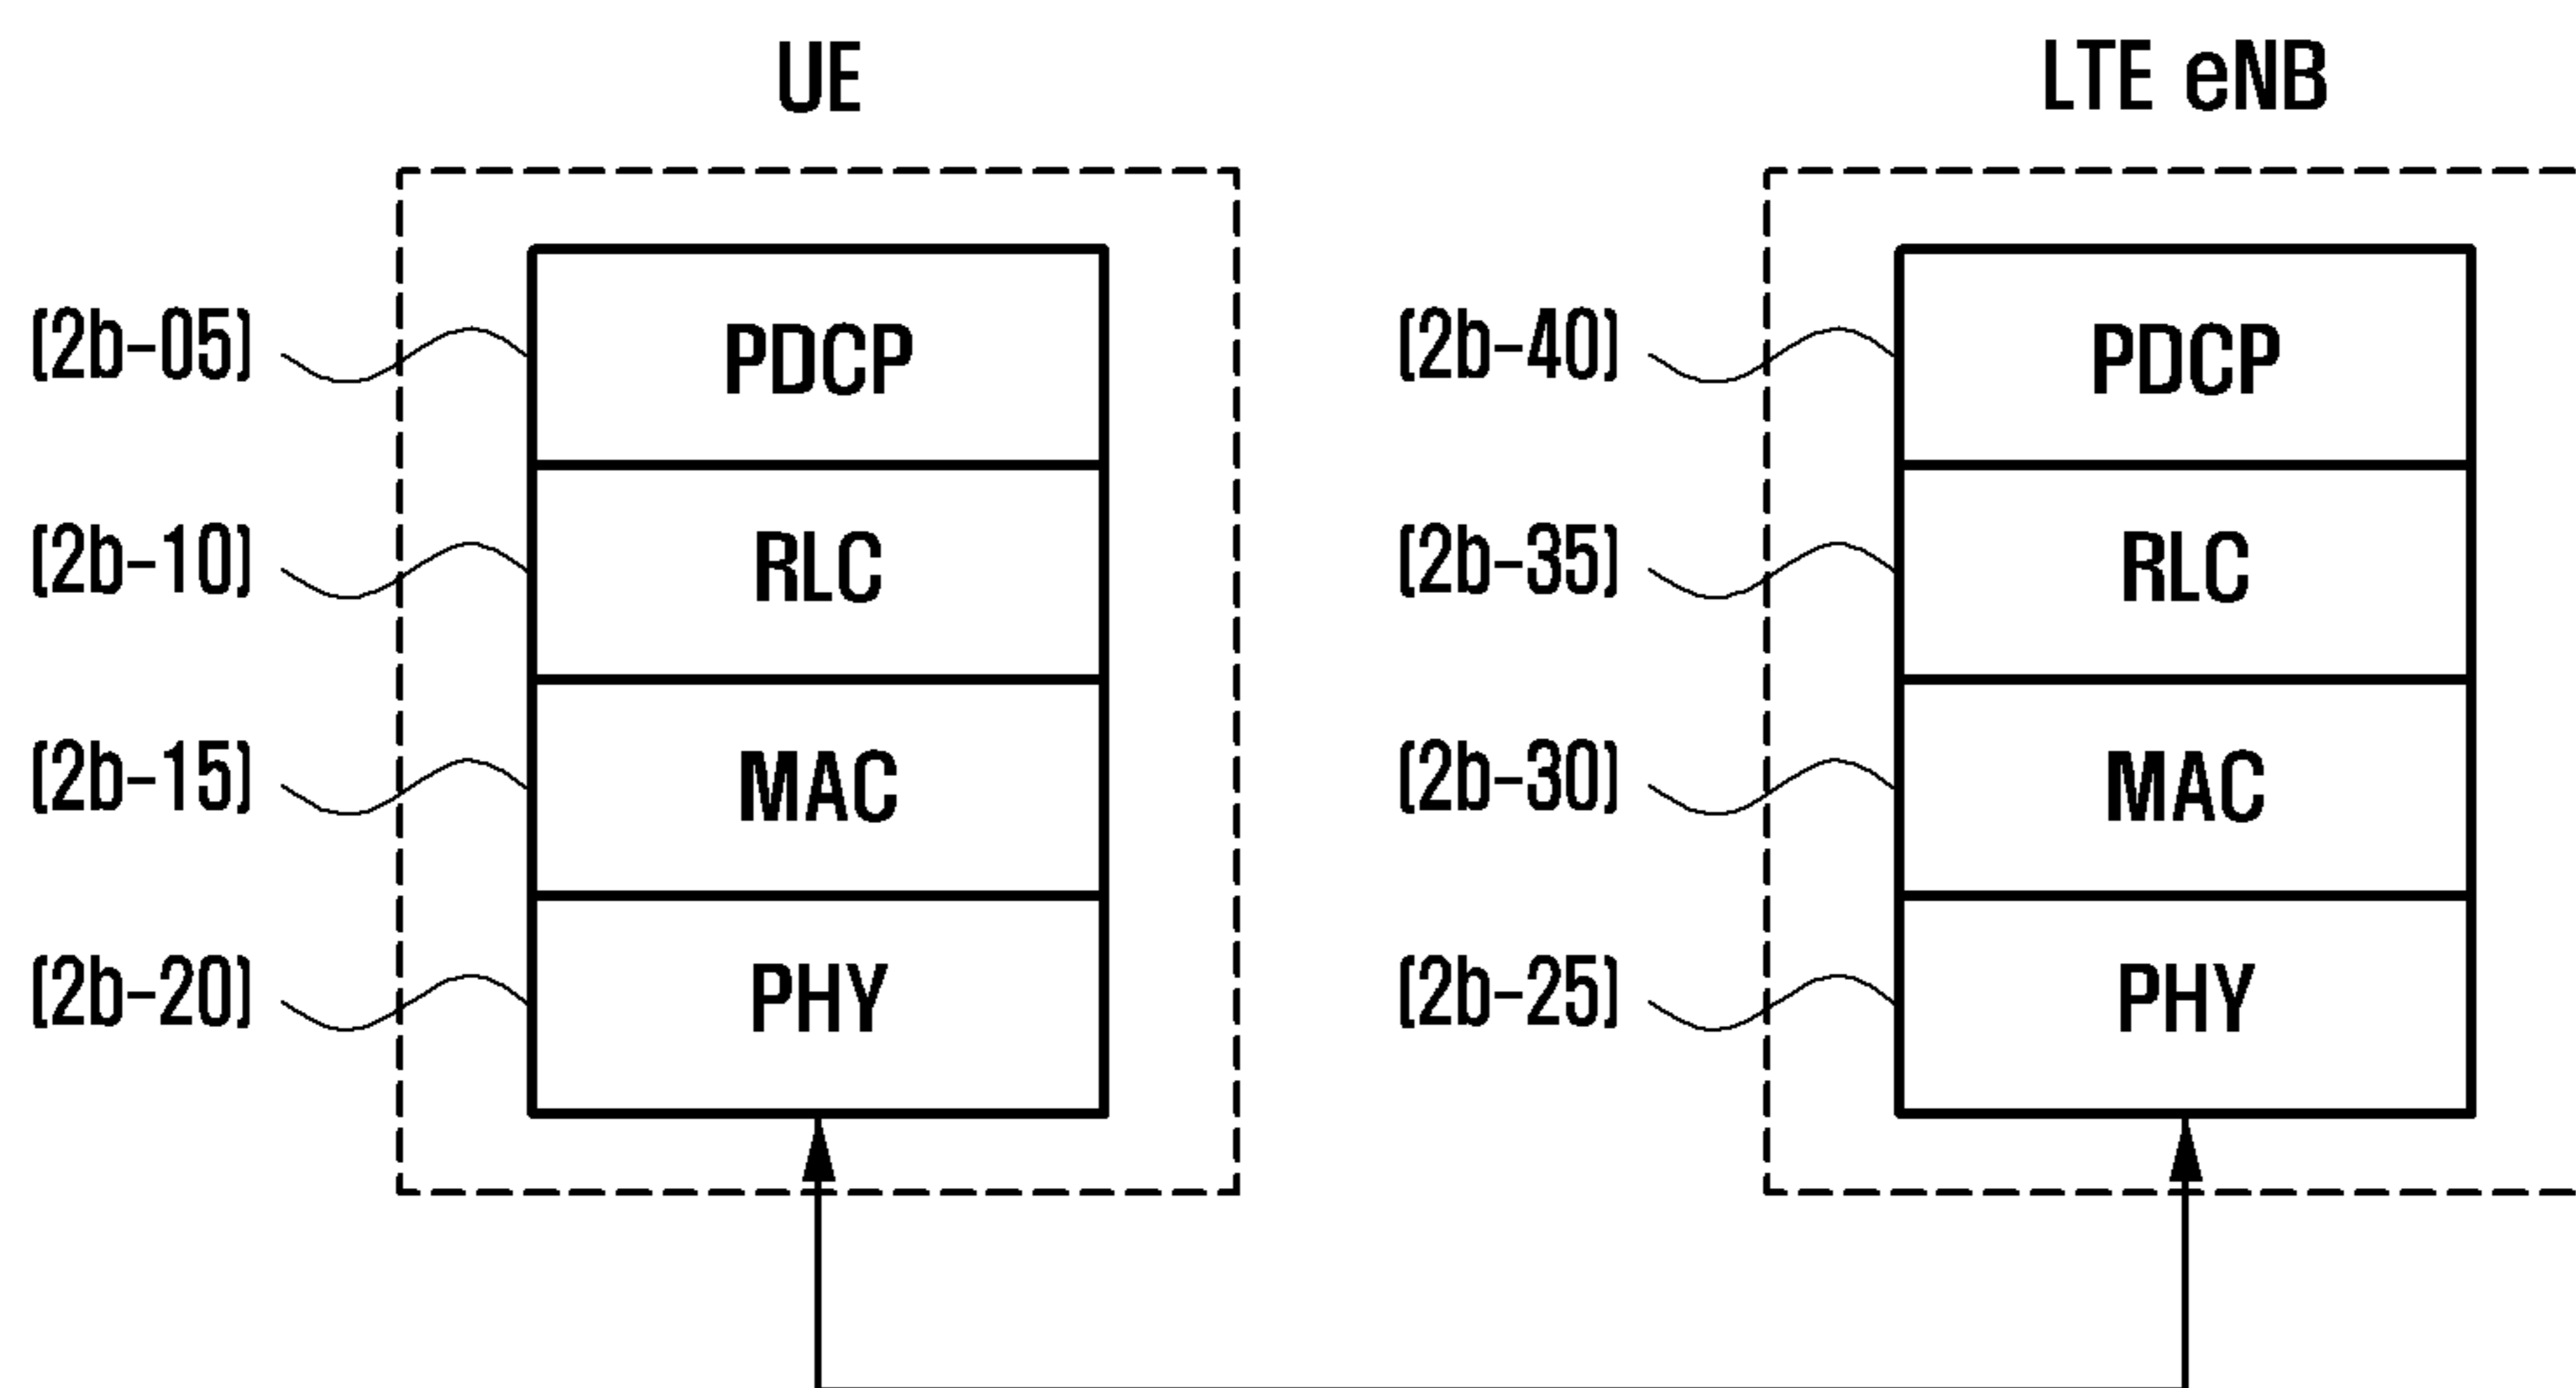 UE
LTE eNB
(2b-05)
PDCP
(2b-40)
PDCP
(2b-10)
RLC
(2b-35)
RLC
(2b-15)
MAC
(2b-30)
MAC
(2b-20)
PHY
(2b-25)
PHY